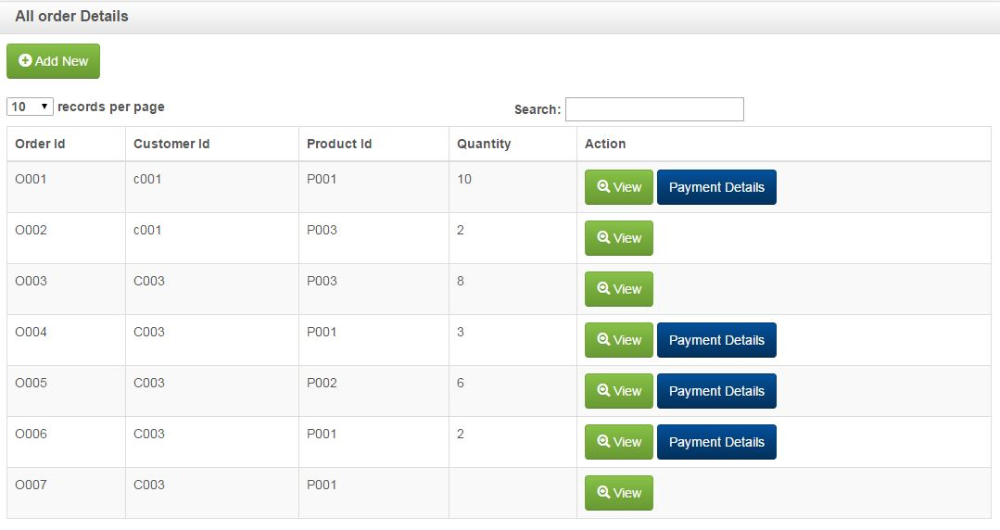 All order Details
Add New
10 records per page Search:
Order Id Customer Id Product Id Quantity Action
O001 c001 P001 10 View Payment Details
O002 c001 P003 2 View
O003 C003 P003 8 View
O004 C003 P001 3 View Payment Details
O005 C003 P002 6 View Payment Details
O006 C003 P001 2 View Payment Details
O007 C003 P001 View